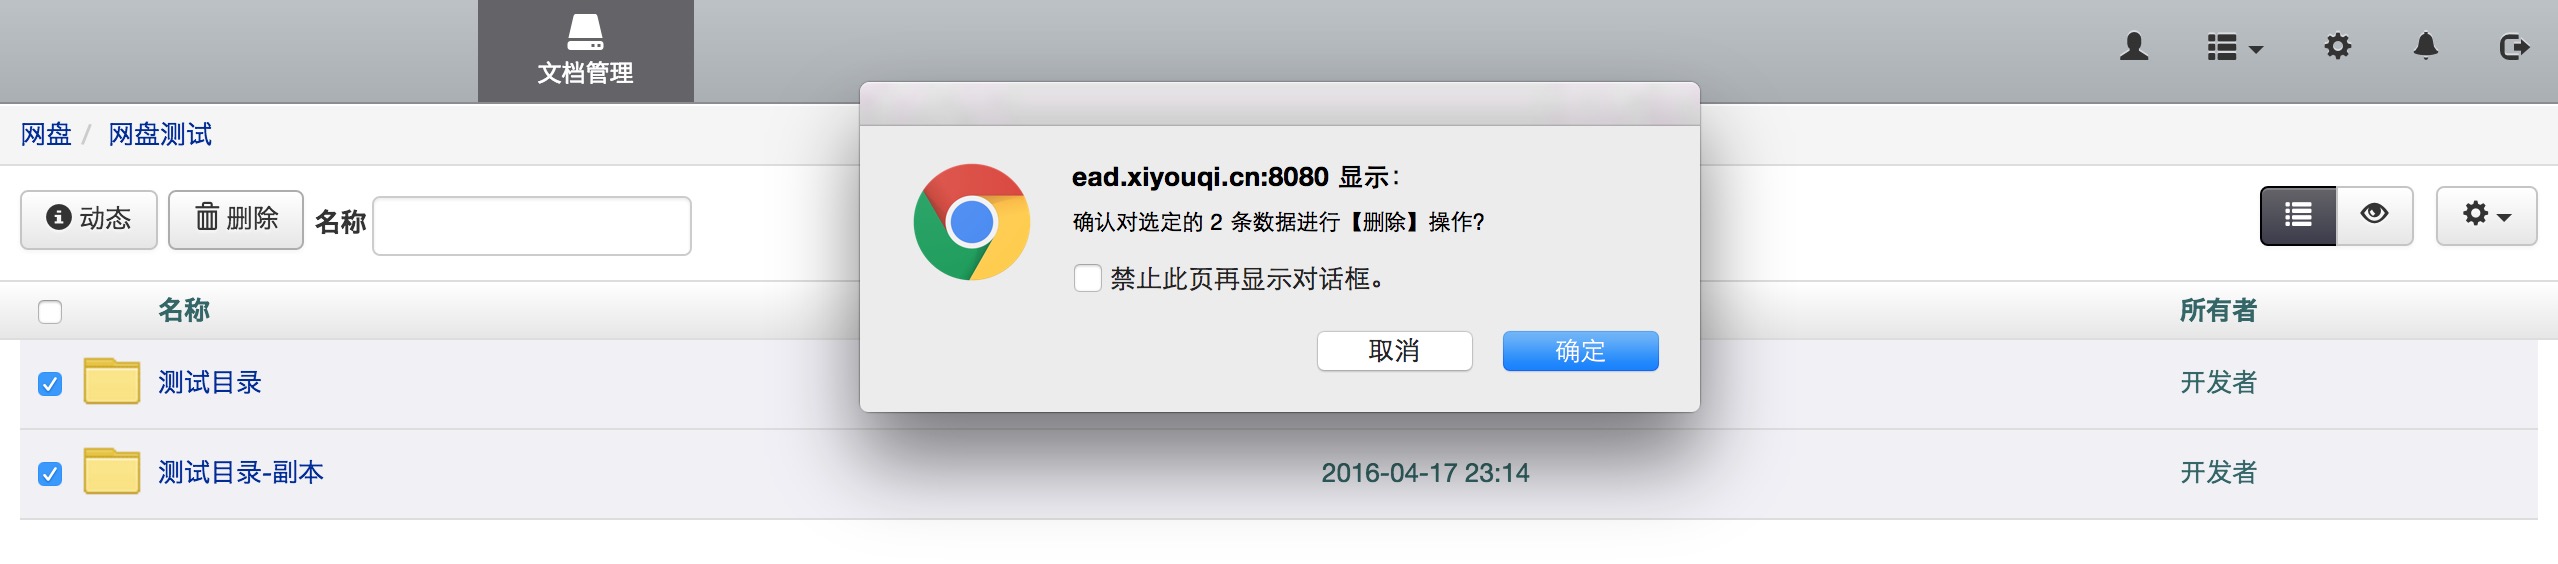 文档管理
网盘 / 网盘测试
动态 删除 名称
ead.xiyouqi.cn:8080 显示：
确认对选定的 2 条数据进行【删除】操作?
禁止此页再显示对话框。
取消 确定
名称 所有者
测试目录 开发者
测试目录-副本 2016-04-17 23:14 开发者